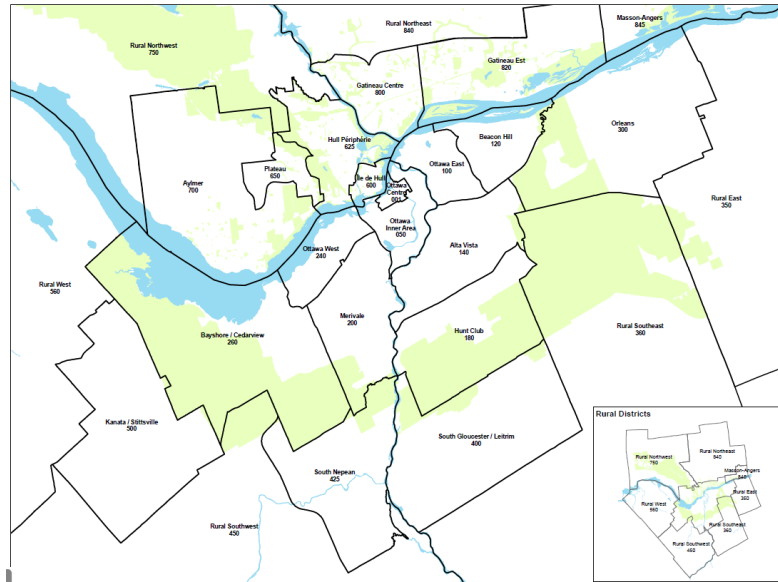 Rural Northeast
840
Masson-Angers
845
Rural Northwest
750
Gatineau Est
820
Gatineau Centre
800
Orleans
300
Hull Périphérie
625
Beacon Hill
120
Ottawa East
100
Plateau
650
Île de Hull
600
Aylmer
700
Ottawa
Centre
001
Rural East
350
Ottawa
Inner Area
050
Ottawa West
240
Alta Vista
140
Rural West
560
Merivale
200
Bayshore / Cedarview
260
Hunt Club
180
Rural Southeast
360
Kanata / Stittsville
500
South Gloucester / Leitrim
400
South Nepean
425
Rural Southwest
450
Rural Districts
Rural Northeast
840
Rural Northwest
750
Masson-Angers
Rural East
Rural West
560
Rural Southeast
360
Rural Southwest